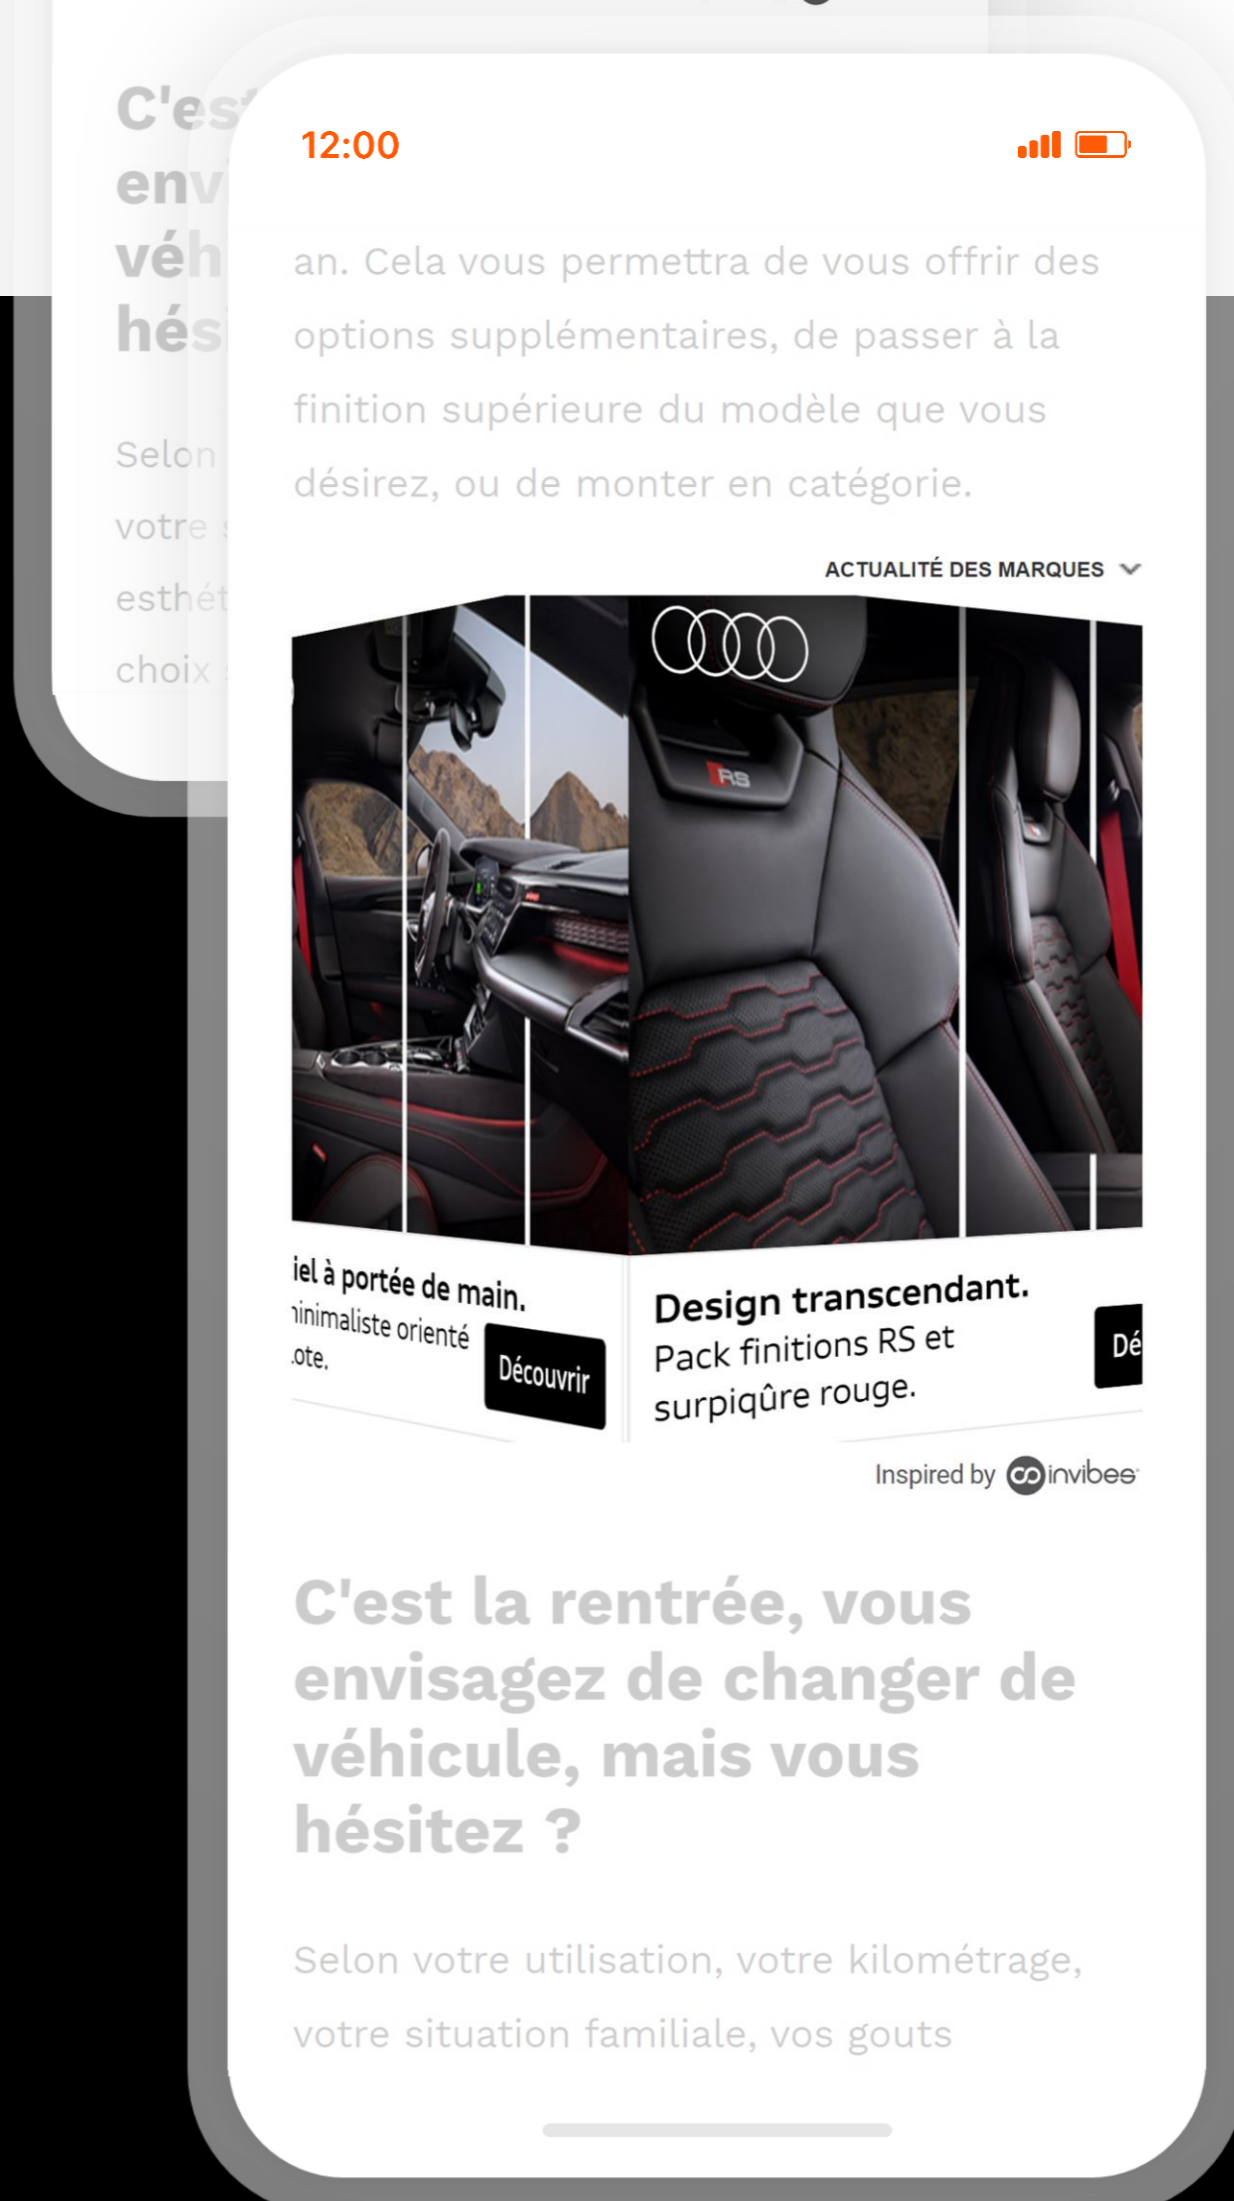 C'est
env
véh
hési
Selon
votre s
esthét
choix
12:00
an. Cela vous permettra de vous offrir des
options supplémentaires, de passer à la
finition supérieure du modèle que vous
désirez, ou de monter en catégorie.
ACTUALITÉ DES MARQUES
RS
iel à portée de main.
ninimaliste orienté
.ote.
Découvrir
Design transcendant.
Pack finitions RS et
surpiqûre rouge.
Dé
Inspired by invibes
C'est la rentrée, vous
envisagez de changer de
véhicule, mais vous
hésitez ?
Selon votre utilisation, votre kilométrage,
votre situation familiale, vos gouts